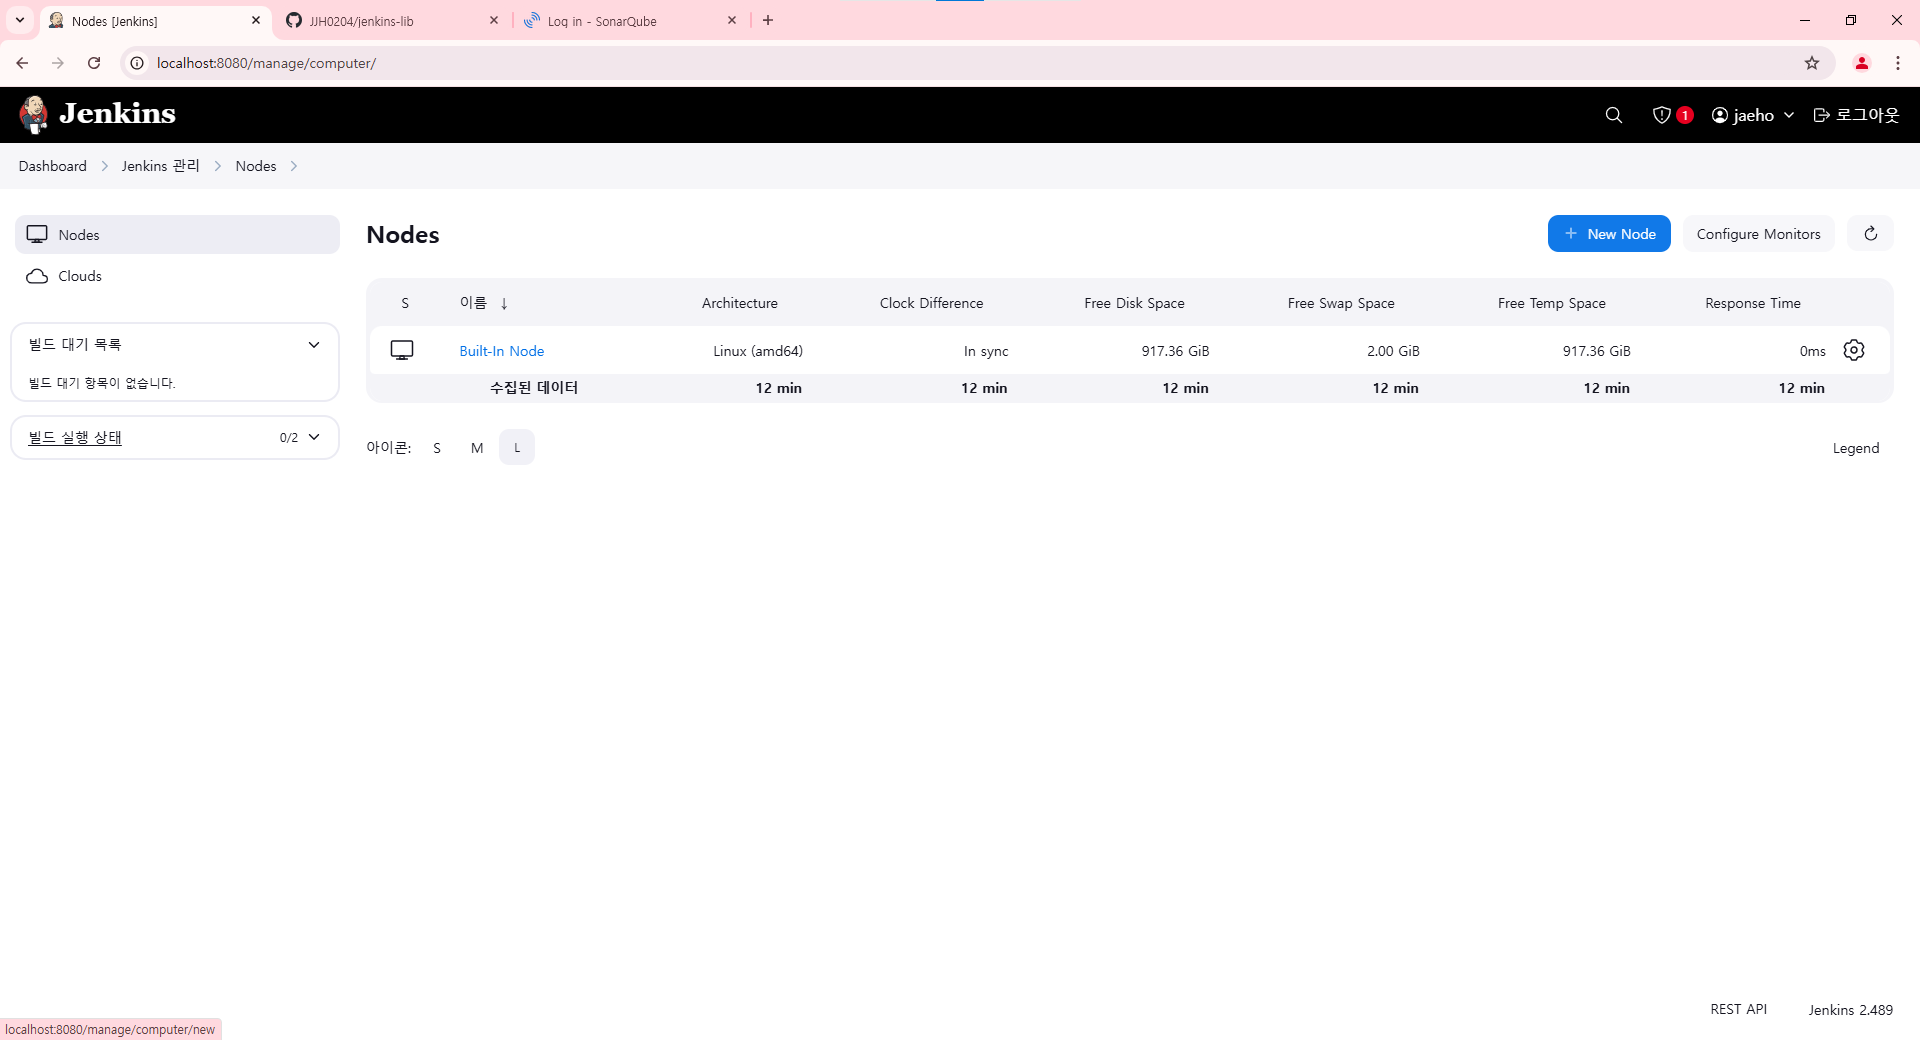 Nodes [Jenkins]
JJH0204/jenkins-lib
Log in - SonarQube
localhost:8080/manage/computer/
Jenkins
1
jaeho
로그아웃
Dashboard
Jenkins 관리
Nodes
Nodes
Clouds
빌드 대기 목록
빌드 대기 항목이 없습니다.
빌드 실행 상태 0/2
Nodes
+ New Node
Configure Monitors
S 이름 ↓ Architecture Clock Difference Free Disk Space Free Swap Space Free Temp Space Response Time
Built-In Node Linux (amd64) In sync 917.36 GiB 2.00 GiB 917.36 GiB 0ms
수집된 데이터 12 min 12 min 12 min 12 min 12 min 12 min
아이콘: S M L
Legend
REST API
Jenkins 2.489
localhost:8080/manage/computer/new